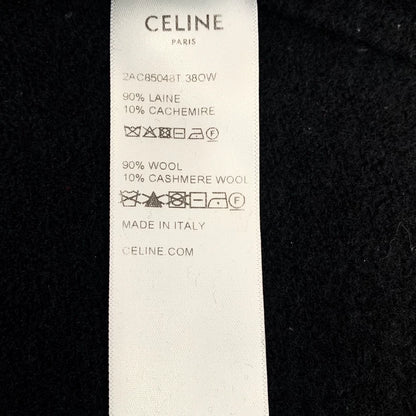 CELINE
PARIS
2AC85048T 38OW
90% LAINE
10% CACHEMIRE
90% WOOL
10% CASHMERE WOOL
MADE IN ITALY
CELINE.COM